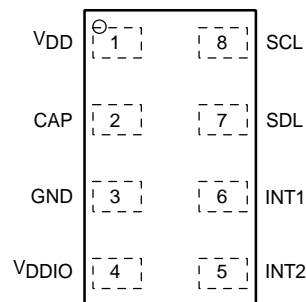 VDD 1 8 SCL
CAP 2 7 SDL
GND 3 6 INT1
VDDIO 4 5 INT2